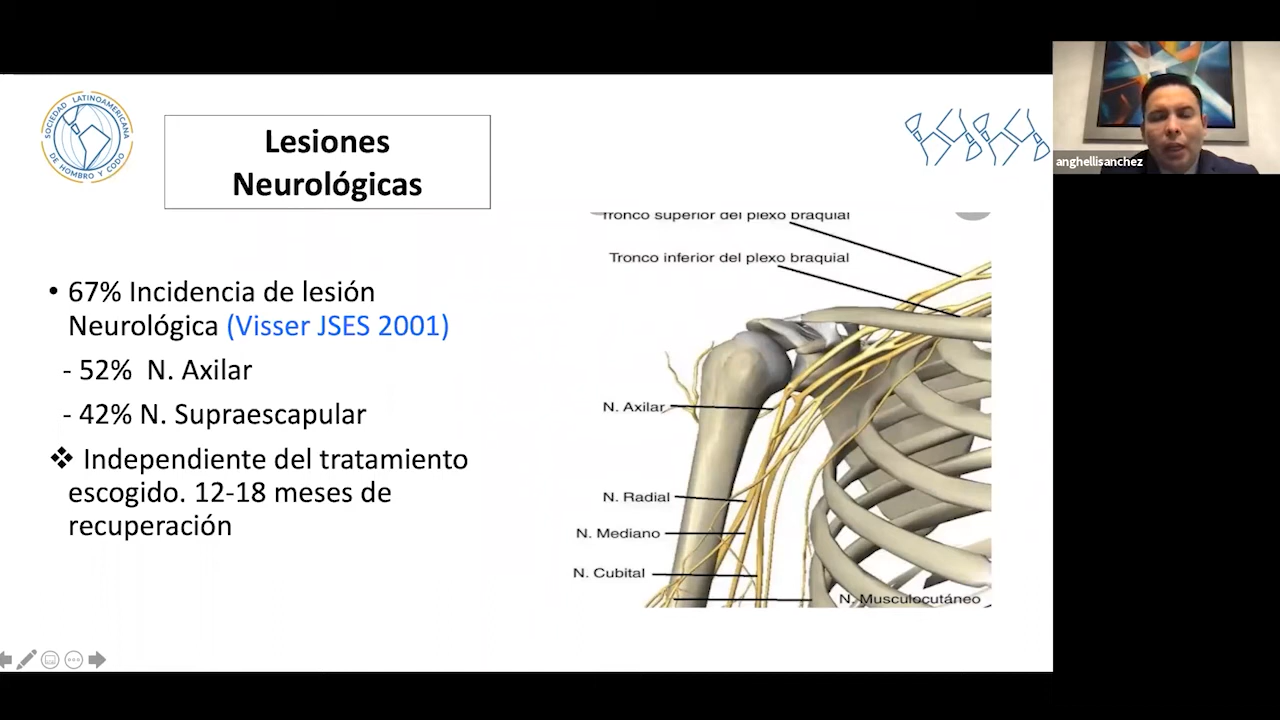 SOCIEDAD LATINOAMERICANA
DE HOMBRO Y CODO
Lesiones
Neurológicas
anghellisanchez
Tronco superior del plexo braquial
Tronco inferior del plexo braquial
• 67% Incidencia de lesión
Neurológica (Visser JSES 2001)
- 52% N. Axilar
- 42% N. Supraescapular
❖ Independiente del tratamiento
escogido. 12-18 meses de
recuperación
N. Axilar
N. Radial
N. Mediano
N. Cubital
N. Musculocutáneo